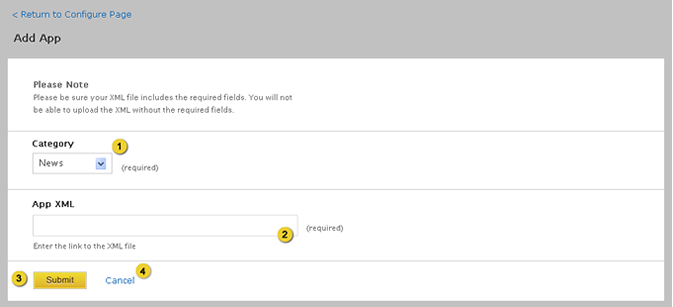 < Return to Configure Page
Add App
Please Note
Please be sure your XML file includes the required fields. You will not
be able to upload the XML without the required fields.
Category
1
News
(required)
App XML
2
(required)
Enter the link to the XML file
3
Submit
Cancel
4